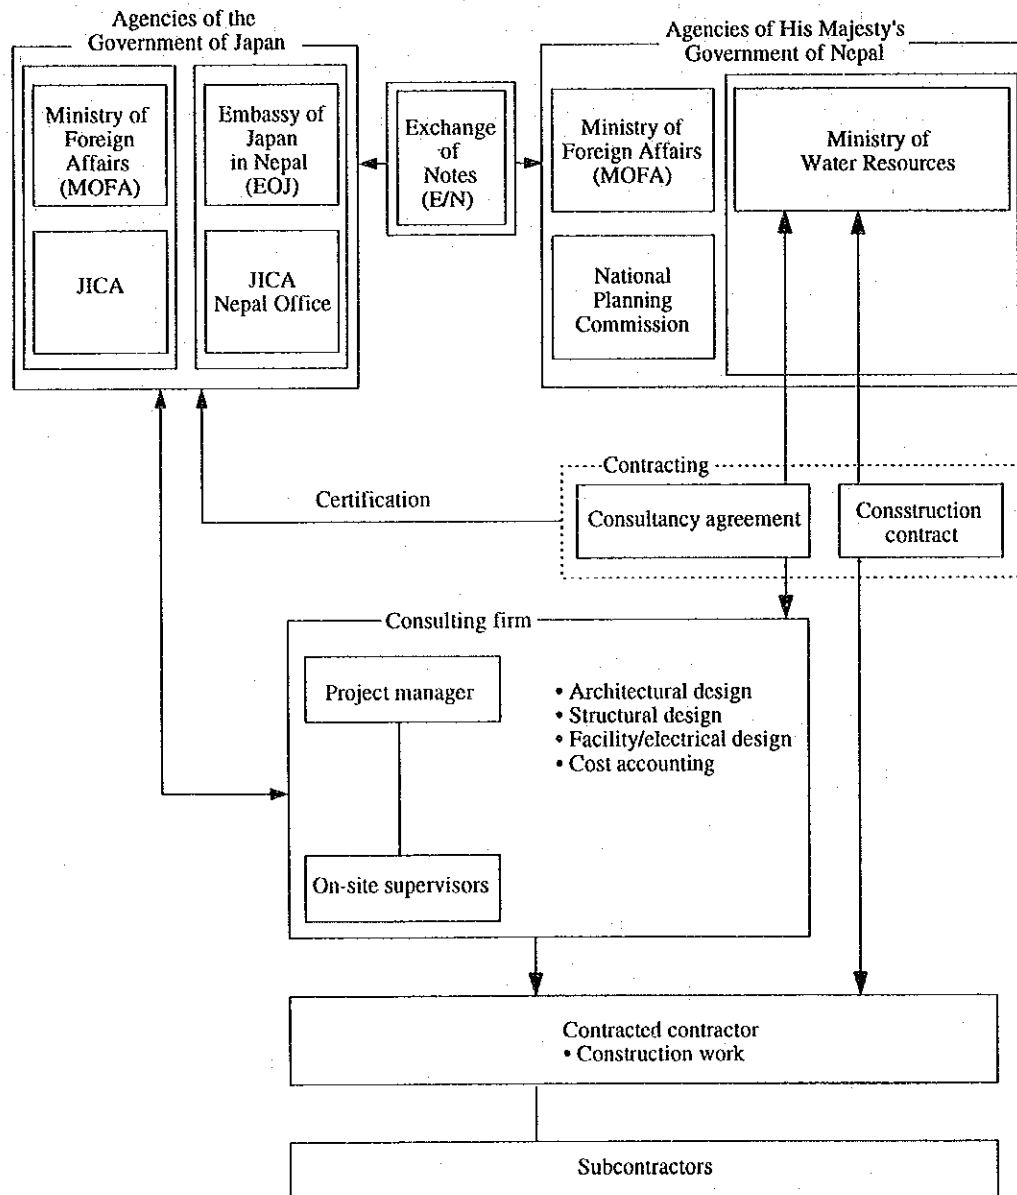 Agencies of the
Government of Japan
Agencies of His Majesty's
Government of Nepal
Ministry of
Foreign
Affairs
(MOFA)
Embassy of
Japan
in Nepal
(EOJ)
Exchange
of
Notes
(E/N)
Ministry of
Foreign Affairs
(MOFA)
Ministry of
Water Resources
JICA
JICA
Nepal Office
National
Planning
Commission
Contracting
Certification
Consultancy agreement
Consstruction
contract
Consulting firm
Project manager
• Architectural design
• Structural design
• Facility/electrical design
• Cost accounting
On-site supervisors
Contracted contractor
• Construction work
Subcontractors